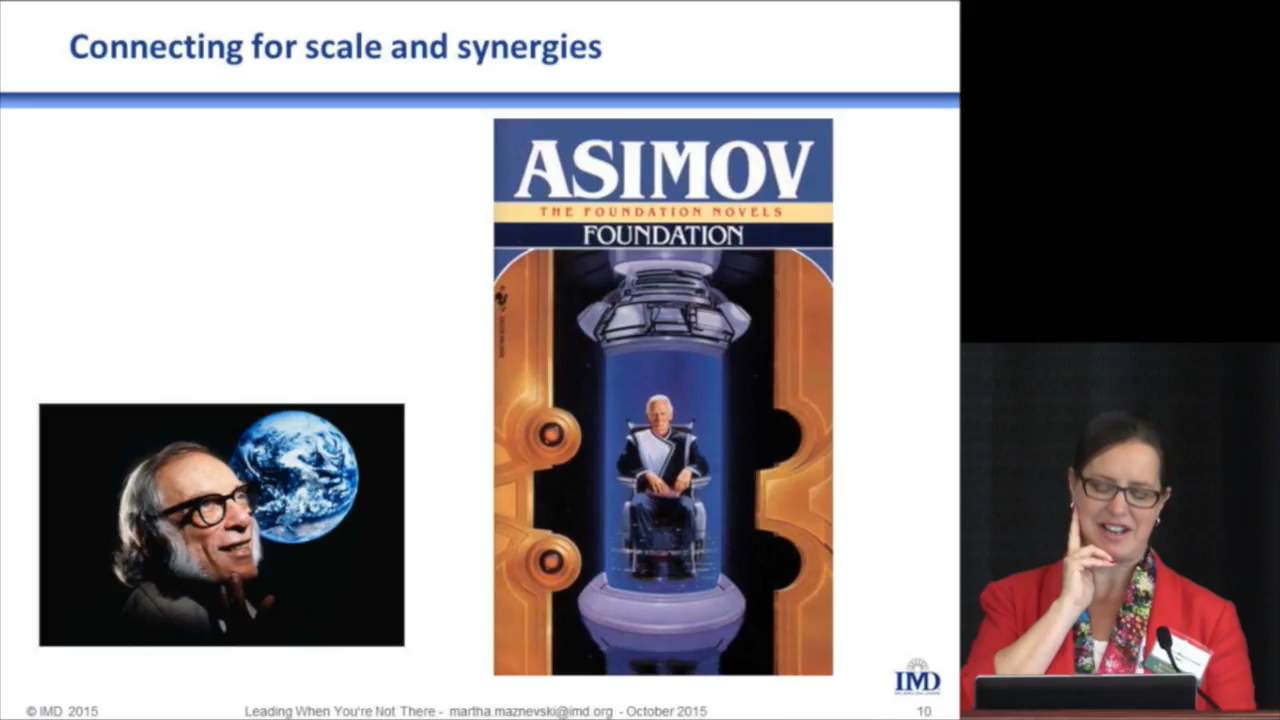 Connecting for scale and synergies
ASIMOV
THE FOUNDATION NOVELS
FOUNDATION
IMD
© IMD 2015
Leading When You're Not There - martha.maznevski@imd.org - October 2015
10